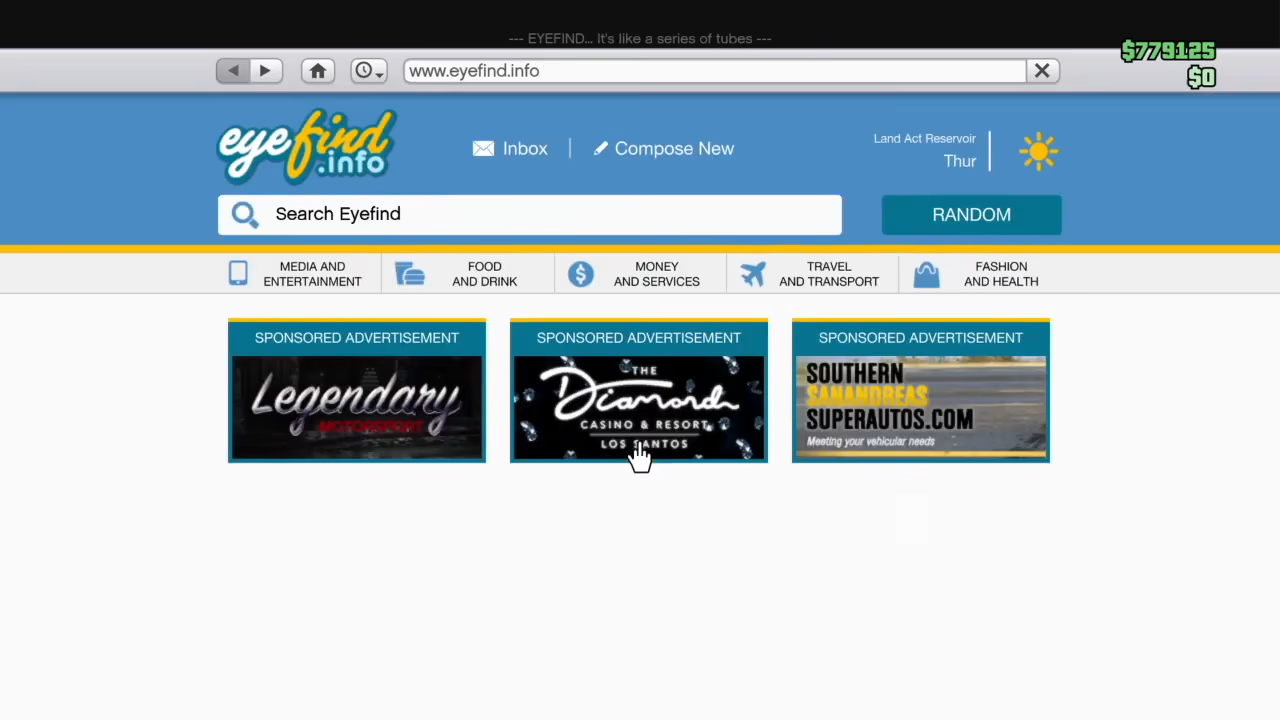 --- EYEFIND... It's like a series of tubes ---
$779125
$0
www.eyefind.info
eyefind
.info
Inbox
Compose New
Land Act Reservoir
Thur
Search Eyefind
RANDOM
MEDIA AND
ENTERTAINMENT
FOOD
AND DRINK
MONEY
AND SERVICES
TRAVEL
AND TRANSPORT
FASHION
AND HEALTH
SPONSORED ADVERTISEMENT
Legendary
MOTORSPORT
SPONSORED ADVERTISEMENT
THE
Diamond
CASINO & RESORT
LOS SANTOS
SPONSORED ADVERTISEMENT
SOUTHERN
SANANDREAS
SUPERAUTOS.COM
Meeting your vehicular needs